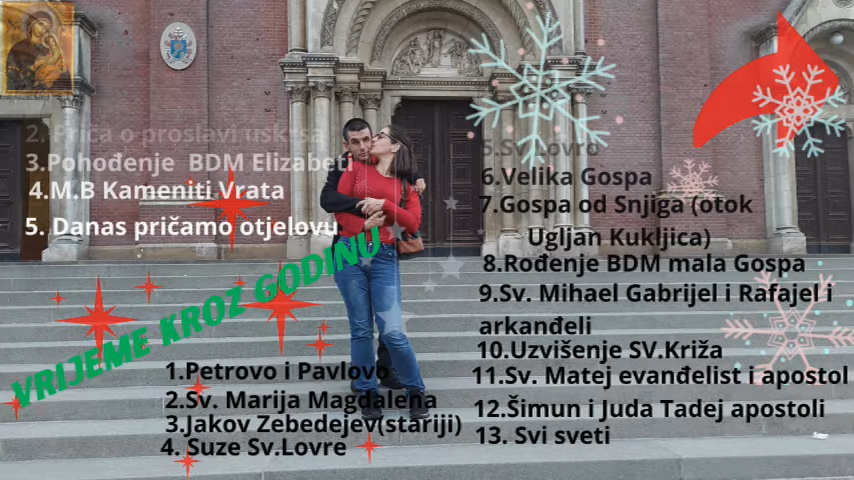 2. Priča o proslavi uskrsa
3.Pohođenje BDM Elizabeti
4.M.B Kameniti Vrata
5. Danas pričamo otjelovu
VRIJEME KROZ GODINU
1.Petrovo i Pavlovo
2.Sv. Marija Magdalena
3.Jakov Zebedejev(stariji)
4. Suze Sv.Lovre
5.Sv.Lovro
6.Velika Gospa
7.Gospa od Snjiga (otok
Ugljan Kukljica)
8.Rođenje BDM mala Gospa
9.Sv. Mihael Gabrijel i Rafajel i
arkanđeli
10.Uzvišenje SV.Križa
11.Sv. Matej evanđelist i apostol
12.Šimun i Juda Tadej apostoli
13. Svi sveti